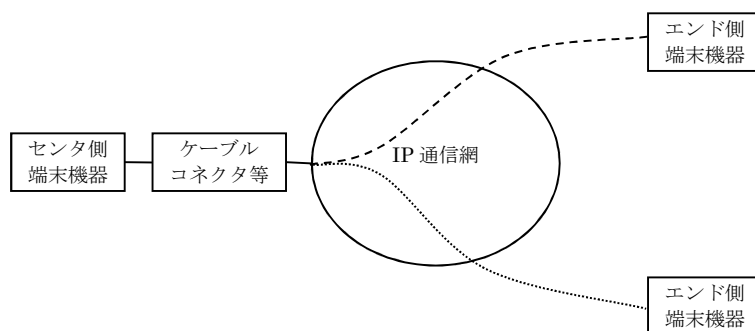 エンド側
端末機器
センタ側
端末機器
ケーブル
コネクタ等
IP 通信網
エンド側
端末機器